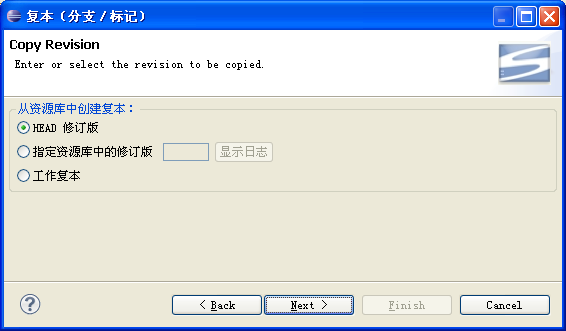 复本（分支／标记）
Copy Revision
Enter or select the revision to be copied.
从资源库中创建复本：
HEAD 修订版
指定资源库中的修订版 显示日志
工作复本
? < Back Next > Finish Cancel